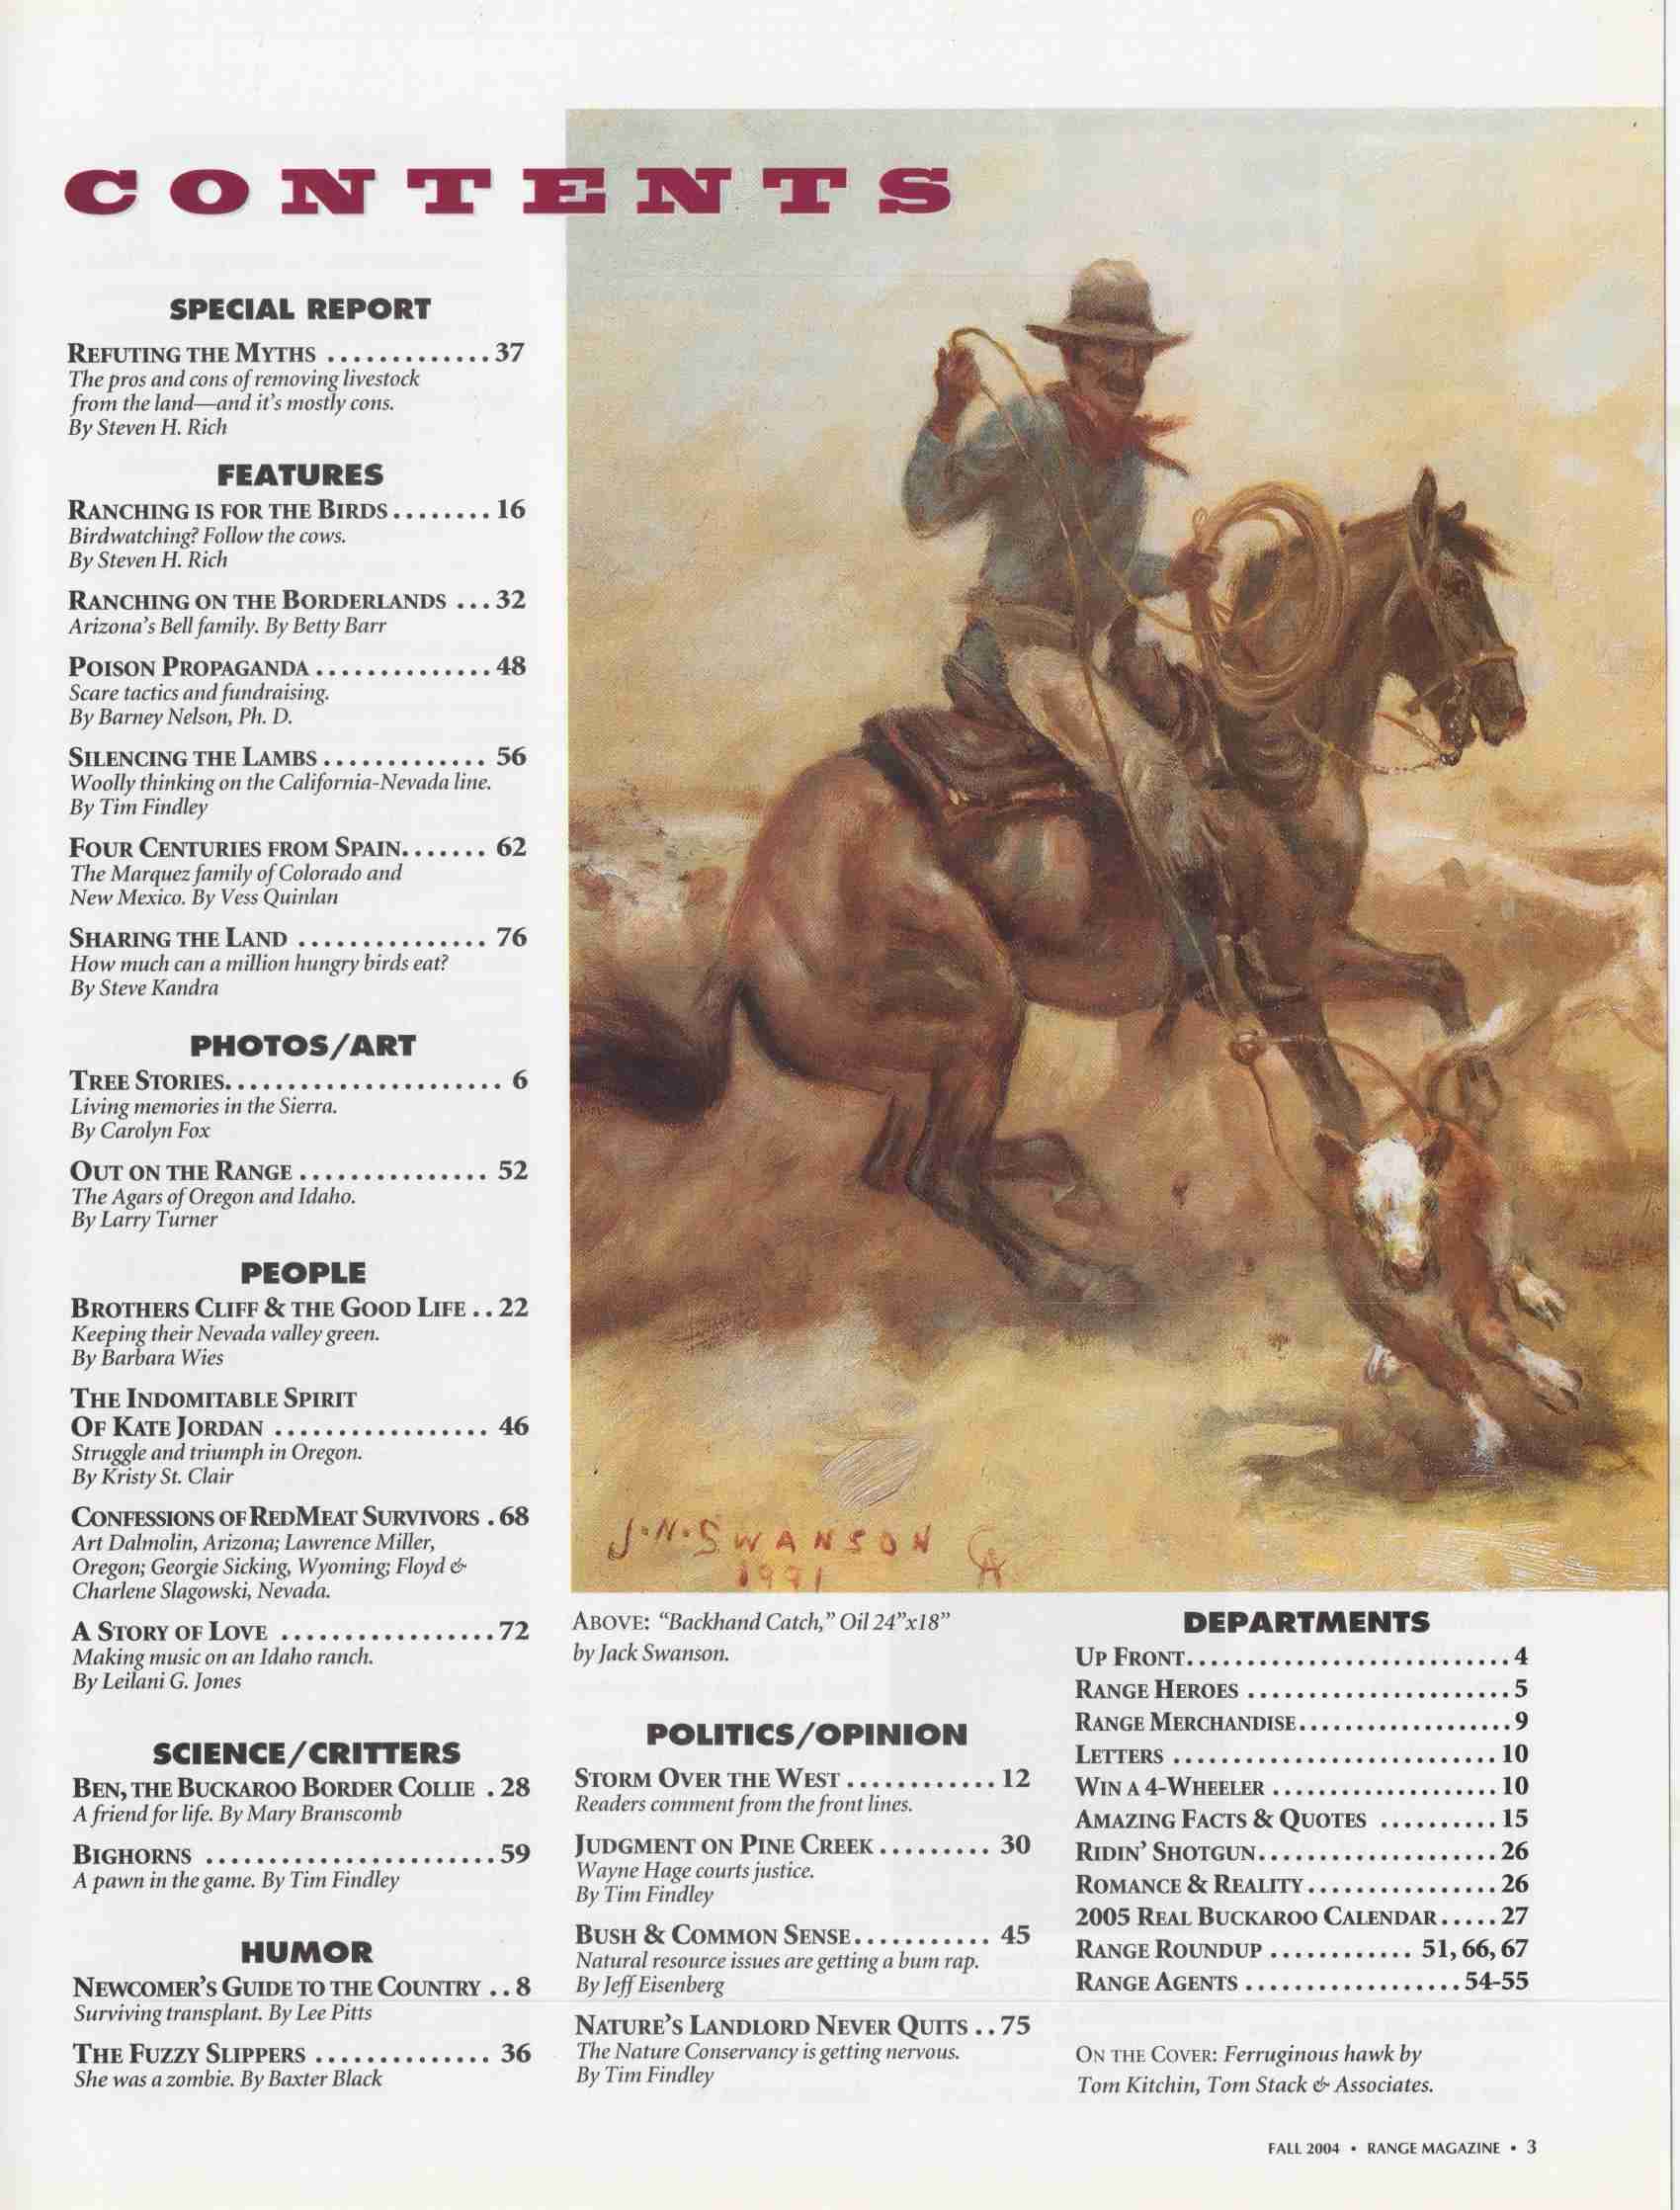 CONTENTS
SPECIAL REPORT
REFUTING THE MYTHS ............. 37
The pros and cons of removing livestock
from the land—and it's mostly cons.
By Steven H. Rich
FEATURES
RANCHING IS FOR THE BIRDS ........ 16
Birdwatching? Follow the cows.
By Steven H. Rich
RANCHING ON THE BORDERLANDS ... 32
Arizona's Bell family. By Betty Barr
POISON PROPAGANDA .............. 48
Scare tactics and fundraising.
By Barney Nelson, Ph. D.
SILENCING THE LAMBS ............. 56
Woolly thinking on the California-Nevada line.
By Tim Findley
FOUR CENTURIES FROM SPAIN....... 62
The Marquez family of Colorado and
New Mexico. By Vess Quinlan
SHARING THE LAND ............... 76
How much can a million hungry birds eat?
By Steve Kandra
PHOTOS/ART
TREE STORIES...................... 6
Living memories in the Sierra.
By Carolyn Fox
OUT ON THE RANGE ............... 52
The Agars of Oregon and Idaho.
By Larry Turner
PEOPLE
BROTHERS CLIFF & THE GOOD LIFE .. 22
Keeping their Nevada valley green.
By Barbara Wies
THE INDOMITABLE SPIRIT
OF KATE JORDAN ................. 46
Struggle and triumph in Oregon.
By Kristy St. Clair
CONFESSIONS OF REDMEAT SURVIVORS . 68
Art Dalmolin, Arizona; Lawrence Miller,
Oregon; Georgie Sicking, Wyoming; Floyd &
Charlene Slagowski, Nevada.
A STORY OF LOVE ................. 72
Making music on an Idaho ranch.
By Leilani G. Jones
SCIENCE/CRITTERS
BEN, THE BUCKAROO BORDER COLLIE . 28
A friend for life. By Mary Branscomb
BIGHORNS ....................... 59
A pawn in the game. By Tim Findley
HUMOR
NEWCOMER'S GUIDE TO THE COUNTRY .. 8
Surviving transplant. By Lee Pitts
THE FUZZY SLIPPERS .............. 36
She was a zombie. By Baxter Black
J.N. SWANSON CA
1991
ABOVE: “Backhand Catch,” Oil 24”x18”
by Jack Swanson.
POLITICS/OPINION
STORM OVER THE WEST ............ 12
Readers comment from the front lines.
JUDGMENT ON PINE CREEK ......... 30
Wayne Hage courts justice.
By Tim Findley
BUSH & COMMON SENSE........... 45
Natural resource issues are getting a bum rap.
By Jeff Eisenberg
NATURE'S LANDLORD NEVER QUITS .. 75
The Nature Conservancy is getting nervous.
By Tim Findley
DEPARTMENTS
UP FRONT........................... 4
RANGE HEROES ...................... 5
RANGE MERCHANDISE.................. 9
LETTERS ........................... 10
WIN A 4-WHEELER ................... 10
AMAZING FACTS & QUOTES .......... 15
RIDIN' SHOTGUN.................... 26
ROMANCE & REALITY................ 26
2005 REAL BUCKAROO CALENDAR ..... 27
RANGE ROUNDUP ............ 51, 66, 67
RANGE AGENTS .................. 54-55
ON THE COVER: Ferruginous hawk by
Tom Kitchin, Tom Stack & Associates.
FALL 2004 • RANGE MAGAZINE • 3